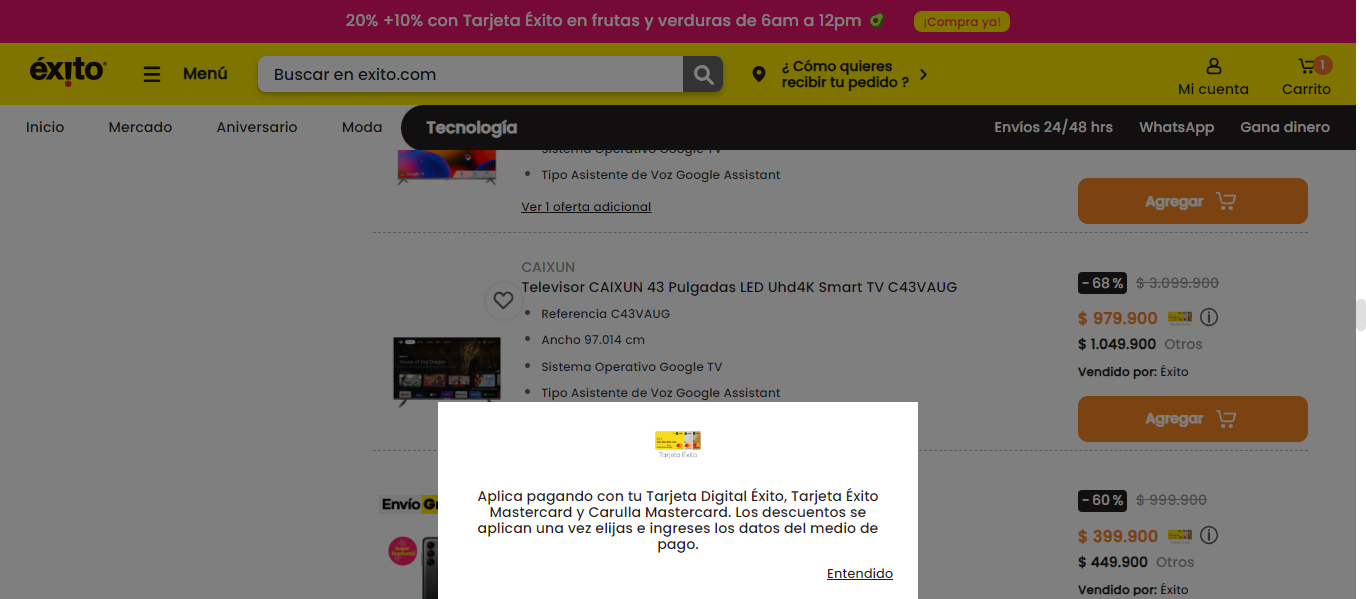 20% +10% con Tarjeta Éxito en frutas y verduras de 6am a 12pm ¡Compra ya!
éxito
Menú
Buscar en exito.com
¿ Cómo quieres
recibir tu pedido ?
Mi cuenta
1
Carrito
Inicio Mercado Aniversario Moda Tecnología Envíos 24/48 hrs WhatsApp Gana dinero
Sistema Operativo Google TV
Tipo Asistente de Voz Google Assistant
Ver 1 oferta adicional
Agregar
CAIXUN
Televisor CAIXUN 43 Pulgadas LED Uhd4K Smart TV C43VAUG
Referencia C43VAUG
Ancho 97.014 cm
Sistema Operativo Google TV
Tipo Asistente de Voz Google Assistant
-68% $ 3.099.900
$ 979.900
$ 1.049.900 Otros
Vendido por: Éxito
Agregar
Tarjeta Éxito
Aplica pagando con tu Tarjeta Digital Éxito, Tarjeta Éxito
Mastercard y Carulla Mastercard. Los descuentos se
aplican una vez elijas e ingreses los datos del medio de
pago.
Entendido
Envío
-60% $ 999.900
$ 399.900
$ 449.900 Otros
Vendido por: Éxito